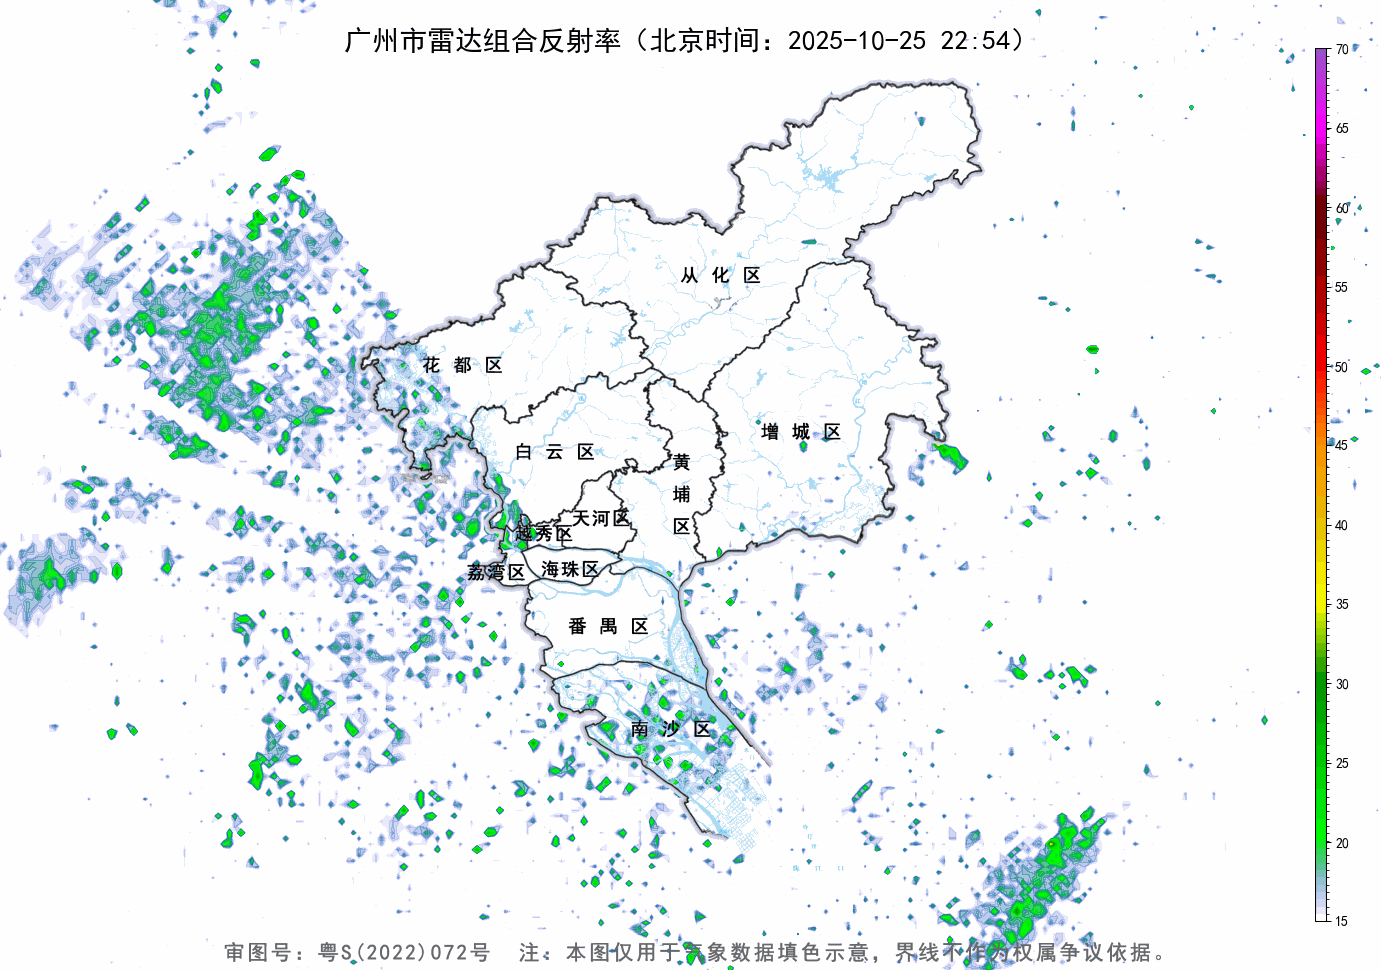 广州市雷达组合反射率（北京时间：2025-10-25 22:54）
70
65
60
55
50
45
40
35
30
25
20
15
从化区
花都区
增城区
白云区
黄埔区
天河区
越秀区
荔湾区
海珠区
番禺区
南沙区
审图号：粤S(2022)072号 注：本图仅用于气象数据填色示意，界线不作为权属争议依据。